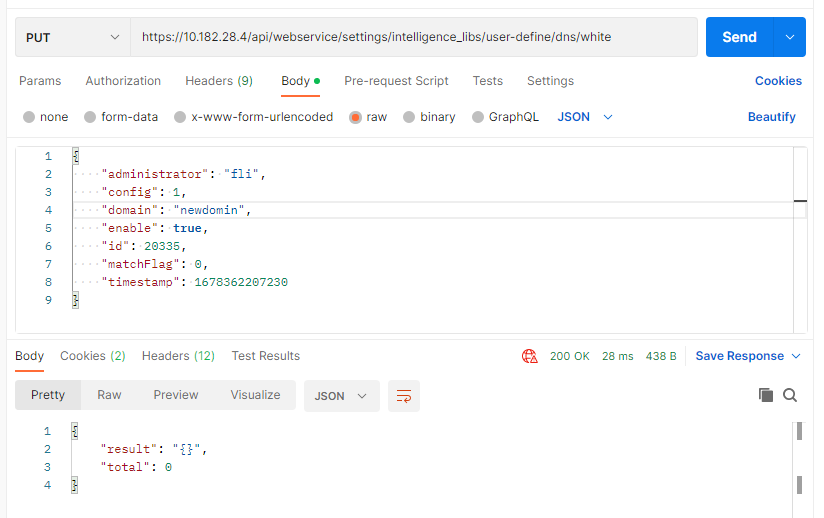 PUT https://10.182.28.4/api/webservice/settings/intelligence_libs/user-define/dns/white Send
Params Authorization Headers (9) Body Pre-request Script Tests Settings Cookies
none form-data x-www-form-urlencoded raw binary GraphQL JSON Beautify
1 {
2 "administrator": "fli",
3 "config": 1,
4 "domain": "newdomin",
5 "enable": true,
6 "id": 20335,
7 "matchFlag": 0,
8 "timestamp": 1678362207230
9 }
Body Cookies (2) Headers (12) Test Results 200 OK 28 ms 438 B Save Response
Pretty Raw Preview Visualize JSON
1 {
2 "result": "{}",
3 "total": 0
4 }